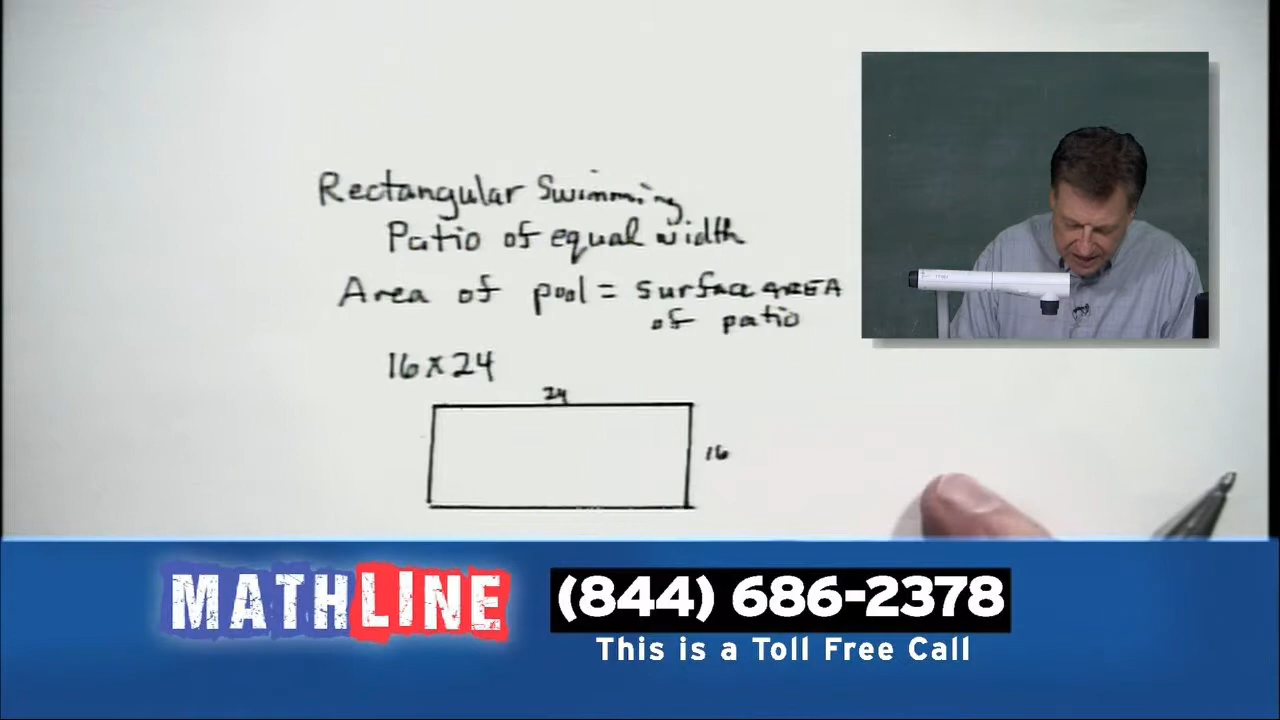 Rectangular Swimming
Patio of equal width
Area of pool = surface AREA
of patio
16 x 24
24
16
MATHLINE
(844) 686-2378
This is a Toll Free Call